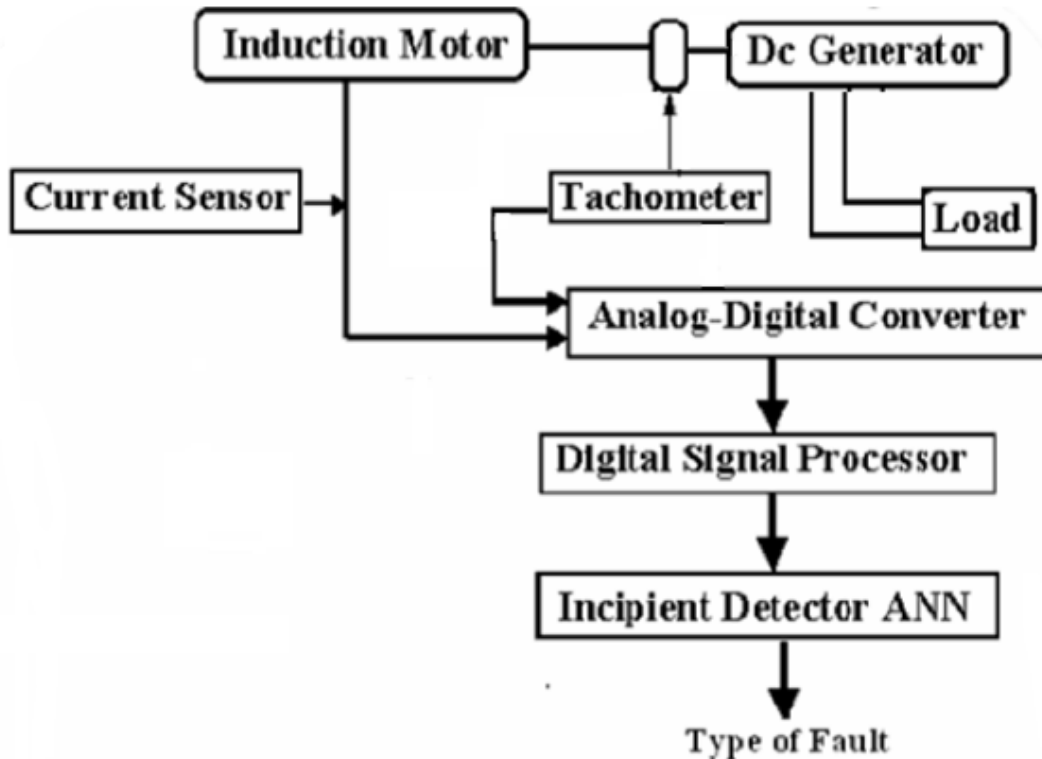 Induction Motor
Dc Generator
Current Sensor
Tachometer
Load
Analog-Digital Converter
Digital Signal Processor
Incipient Detector ANN
Type of Fault